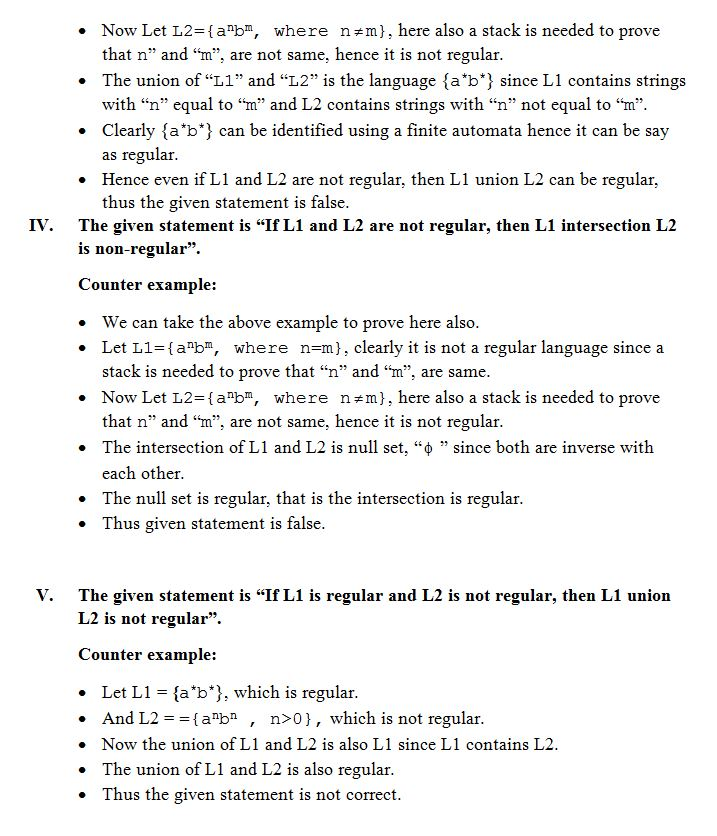 • Now Let L2={aⁿbᵐ, where n≠m}, here also a stack is needed to prove
that n” and “m”, are not same, hence it is not regular.
• The union of “L1” and “L2” is the language {a*b*} since L1 contains strings
with “n” equal to “m” and L2 contains strings with “n” not equal to “m”.
• Clearly {a*b*} can be identified using a finite automata hence it can be say
as regular.
• Hence even if L1 and L2 are not regular, then L1 union L2 can be regular,
thus the given statement is false.
IV. The given statement is “If L1 and L2 are not regular, then L1 intersection L2
is non-regular”.
Counter example:
• We can take the above example to prove here also.
• Let L1={aⁿbᵐ, where n=m}, clearly it is not a regular language since a
stack is needed to prove that “n” and “m”, are same.
• Now Let L2={aⁿbᵐ, where n≠m}, here also a stack is needed to prove
that n” and “m”, are not same, hence it is not regular.
• The intersection of L1 and L2 is null set, “ϕ ” since both are inverse with
each other.
• The null set is regular, that is the intersection is regular.
• Thus given statement is false.
V. The given statement is “If L1 is regular and L2 is not regular, then L1 union
L2 is not regular”.
Counter example:
• Let L1 = {a*b*}, which is regular.
• And L2 = ={aⁿbⁿ , n>0}, which is not regular.
• Now the union of L1 and L2 is also L1 since L1 contains L2.
• The union of L1 and L2 is also regular.
• Thus the given statement is not correct.